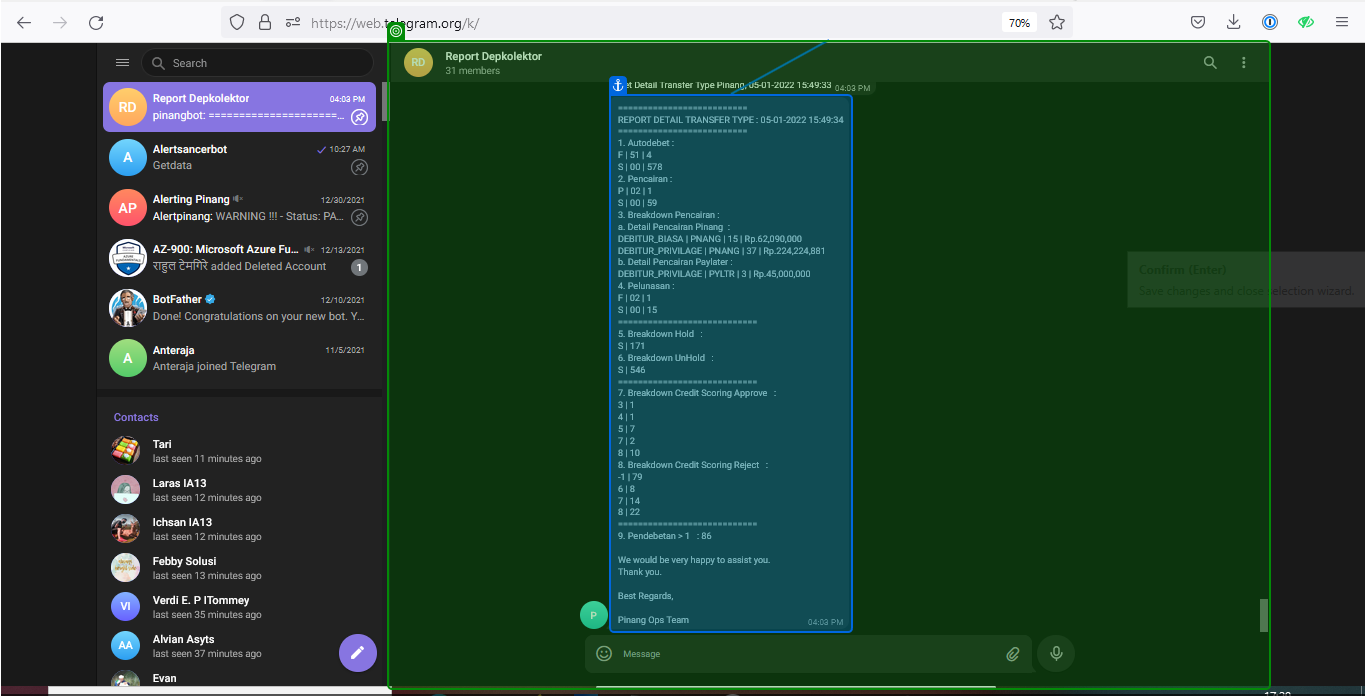 https://web.telegram.org/k/
70%
Search
RD
Report Depkolektor
04:03 PM
pinangbot: ======================...
A
Alertsancerbot
10:27 AM
Getdata
AP
Alerting Pinang
12/30/2021
Alertpinang: WARNING !!! - Status: PA...
AZ-900: Microsoft Azure Fu...
12/13/2021
राहुल टेमगिरे added Deleted Account
1
BotFather
12/10/2021
Done! Congratulations on your new bot. Y...
A
Anteraja
11/5/2021
Anteraja joined Telegram
Contacts
Tari
last seen 11 minutes ago
Laras IA13
last seen 12 minutes ago
Ichsan IA13
last seen 12 minutes ago
Febby Solusi
last seen 13 minutes ago
VI
Verdi E. P ITommey
last seen 35 minutes ago
AA
Alvian Asyts
last seen 37 minutes ago
Evan
RD
Report Depkolektor
31 members
Detail Transfer Type Pinang, 05-01-2022 15:49:33
04:03 PM
==========================
REPORT DETAIL TRANSFER TYPE : 05-01-2022 15:49:34
==========================
1. Autodebet :
F | 51 | 4
S | 00 | 578
2. Pencairan :
P | 02 | 1
S | 00 | 59
3. Breakdown Pencairan :
a. Detail Pencairan Pinang :
DEBITUR_BIASA | PNANG | 15 | Rp.62,090,000
DEBITUR_PRIVILAGE | PNANG | 37 | Rp.224,224,881
b. Detail Pencairan Paylater :
DEBITUR_PRIVILAGE | PYLTR | 3 | Rp.45,000,000
4. Pelunasan :
F | 02 | 1
S | 00 | 15
============================
5. Breakdown Hold :
S | 171
6. Breakdown UnHold :
S | 546
============================
7. Breakdown Credit Scoring Approve :
3 | 1
4 | 1
5 | 7
7 | 2
8 | 10
8. Breakdown Credit Scoring Reject :
-1 | 79
6 | 8
7 | 14
8 | 22
============================
9. Pendebetan > 1 : 86
We would be very happy to assist you.
Thank you.
Best Regards,
Pinang Ops Team
04:03 PM
P
Message
Confirm (Enter)
Save changes and close selection wizard.